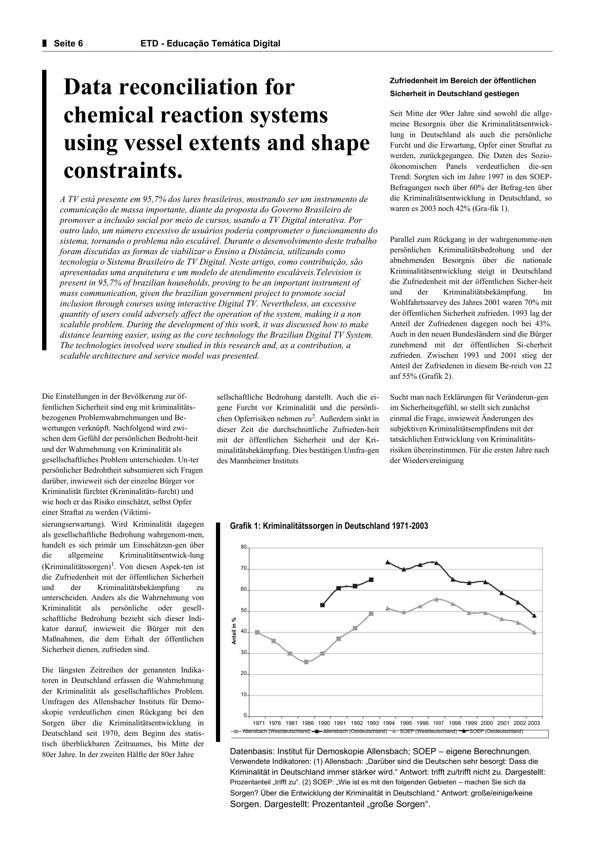 Seite 6 ETD - Educação Temática Digital
Data reconciliation for
chemical reaction systems
using vessel extents and shape
constraints.
A TV está presente em 95,7% dos lares brasileiros, mostrando ser um instrumento de
comunicação de massa importante, diante da proposta do Governo Brasileiro de
promover a inclusão social por meio de cursos, usando a TV Digital interativa. Por
outro lado, um número excessivo de usuários poderia comprometer o funcionamento do
sistema, tornando o problema não escalável. Durante o desenvolvimento deste trabalho
foram discutidas as formas de viabilizar o Ensino a Distância, utilizando como
tecnologia o Sistema Brasileiro de TV Digital. Neste artigo, como contribuição, são
apresentadas uma arquitetura e um modelo de atendimento escaláveis.Television is
present in 95,7% of brazilian households, proving to be an important instrument of
mass communication, given the brazilian government project to promote social
inclusion through courses using interactive Digital TV. Nevertheless, an excessive
quantity of users could adversely affect the operation of the system, making it a non
scalable problem. During the development of this work, it was discussed how to make
distance learning easier, using as the core technology the Brazilian Digital TV System.
The technologies involved were studied in this research and, as a contribution, a
scalable architecture and service model was presented.
Zufriedenheit im Bereich der öffentlichen
Sicherheit in Deutschland gestiegen
Seit Mitte der 90er Jahre sind sowohl die allge-
meine Besorgnis über die Kriminalitätsentwick-
lung in Deutschland als auch die persönliche
Furcht und die Erwartung, Opfer einer Straftat zu
werden, zurückgegangen. Die Daten des Sozio-
ökonomischen Panels verdeutlichen die-sen
Trend: Sorgten sich im Jahre 1997 in den SOEP-
Befragungen noch über 60% der Befrag-ten über
die Kriminalitätsentwicklung in Deutschland, so
waren es 2003 noch 42% (Gra-fik 1).
Parallel zum Rückgang in der wahrgenomme-nen
persönlichen Kriminalitätsbedrohung und der
abnehmenden Besorgnis über die nationale
Kriminalitätsentwicklung steigt in Deutschland
die Zufriedenheit mit der öffentlichen Sicher-heit
und der Kriminalitätsbekämpfung. Im
Wohlfahrtssurvey des Jahres 2001 waren 70% mit
der öffentlichen Sicherheit zufrieden. 1993 lag der
Anteil der Zufriedenen dagegen noch bei 43%.
Auch in den neuen Bundesländern sind die Bürger
zunehmend mit der öffentlichen Si-cherheit
zufrieden. Zwischen 1993 und 2001 stieg der
Anteil der Zufriedenen in diesem Be-reich von 22
auf 55% (Grafik 2).
Die Einstellungen in der Bevölkerung zur öf-
fentlichen Sicherheit sind eng mit kriminalitäts-
bezogenen Problemwahrnehmungen und Be-
wertungen verknüpft. Nachfolgend wird zwi-
schen dem Gefühl der persönlichen Bedroht-heit
und der Wahrnehmung von Kriminalität als
gesellschaftliches Problem unterschieden. Un-ter
persönlicher Bedrohtheit subsumieren sich Fragen
darüber, inwieweit sich der einzelne Bürger vor
Kriminalität fürchtet (Kriminalitäts-furcht) und
wie hoch er das Risiko einschätzt, selbst Opfer
einer Straftat zu werden (Viktimi-
sierungserwartung). Wird Kriminalität dagegen
als gesellschaftliche Bedrohung wahrgenom-men,
handelt es sich primär um Einschätzun-gen über
die allgemeine Kriminalitätsentwick-lung
(Kriminalitätssorgen)1. Von diesen Aspek-ten ist
die Zufriedenheit mit der öffentlichen Sicherheit
und der Kriminalitätsbekämpfung zu
unterscheiden. Anders als die Wahrnehmung von
Kriminalität als persönliche oder gesell-
schaftliche Bedrohung bezieht sich dieser Indi-
kator darauf, inwieweit die Bürger mit den
Maßnahmen, die dem Erhalt der öffentlichen
Sicherheit dienen, zufrieden sind.
Die längsten Zeitreihen der genannten Indika-
toren in Deutschland erfassen die Wahrnehmung
der Kriminalität als gesellschaftliches Problem.
Umfragen des Allensbacher Instituts für Demo-
skopie verdeutlichen einen Rückgang bei den
Sorgen über die Kriminalitätsentwicklung in
Deutschland seit 1970, dem Beginn des statis-
tisch überblickbaren Zeitraumes, bis Mitte der
80er Jahre. In der zweiten Hälfte der 80er Jahre
sellschaftliche Bedrohung darstellt. Auch die ei-
gene Furcht vor Kriminalität und die persönli-
chen Opferrisiken nehmen zu2. Außerdem sinkt in
dieser Zeit die durchschnittliche Zufrieden-heit
mit der öffentlichen Sicherheit und der Kri-
minalitätsbekämpfung. Dies bestätigen Umfra-gen
des Mannheimer Instituts
Sucht man nach Erklärungen für Veränderun-gen
im Sicherheitsgefühl, so stellt sich zunächst
einmal die Frage, inwieweit Änderungen des
subjektiven Kriminalitätsempfindens mit der
tatsächlichen Entwicklung von Kriminalitäts-
risiken übereinstimmen. Für die ersten Jahre nach
der Wiedervereinigung
Grafik 1: Kriminalitätssorgen in Deutschland 1971-2003
Anteil in %
80
70
60
50
40
30
20
10
0
1971 1976 1981 1986 1990 1991 1992 1993 1994 1995 1996 1997 1998 1999 2000 2001 2002 2003
Allensbach (Westdeutschland) Allensbach (Ostdeutschland) SOEP (Westdeutschland) SOEP (Ostdeutschland)
Datenbasis: Institut für Demoskopie Allensbach; SOEP – eigene Berechnungen.
Verwendete Indikatoren: (1) Allensbach: „Darüber sind die Deutschen sehr besorgt: Dass die
Kriminalität in Deutschland immer stärker wird.“ Antwort: trifft zu/trifft nicht zu. Dargestellt:
Prozentanteil „trifft zu“. (2) SOEP: „Wie ist es mit den folgenden Gebieten – machen Sie sich da
Sorgen? Über die Entwicklung der Kriminalität in Deutschland.“ Antwort: große/einige/keine
Sorgen. Dargestellt: Prozentanteil „große Sorgen“.